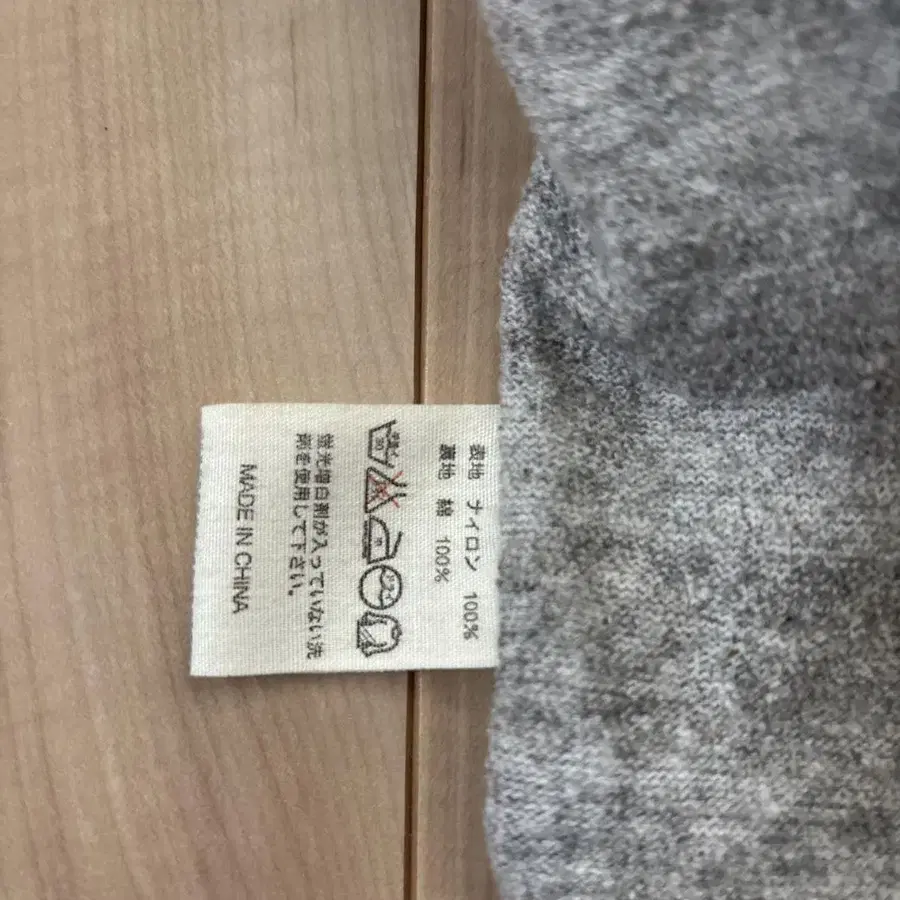 表地 ナイロン 100%
裏地 綿 100%
蛍光増白剤が入っていない洗
剤を使用して下さい。
MADE IN CHINA